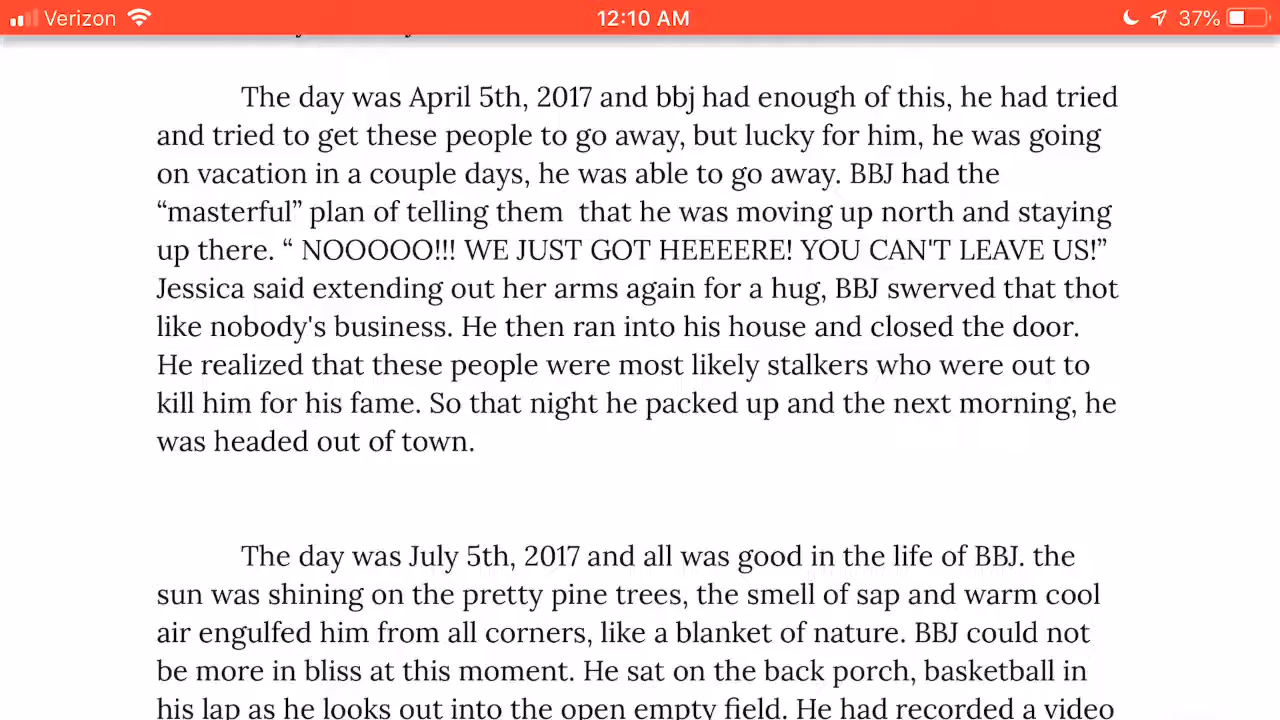 Verizon 12:10 AM 37%
The day was April 5th, 2017 and bbj had enough of this, he had tried
and tried to get these people to go away, but lucky for him, he was going
on vacation in a couple days, he was able to go away. BBJ had the
“masterful” plan of telling them  that he was moving up north and staying
up there. “ NOOOOO!!! WE JUST GOT HEEEERE! YOU CAN'T LEAVE US!”
Jessica said extending out her arms again for a hug, BBJ swerved that thot
like nobody's business. He then ran into his house and closed the door.
He realized that these people were most likely stalkers who were out to
kill him for his fame. So that night he packed up and the next morning, he
was headed out of town.
The day was July 5th, 2017 and all was good in the life of BBJ. the
sun was shining on the pretty pine trees, the smell of sap and warm cool
air engulfed him from all corners, like a blanket of nature. BBJ could not
be more in bliss at this moment. He sat on the back porch, basketball in
his lap as he looks out into the open empty field. He had recorded a video